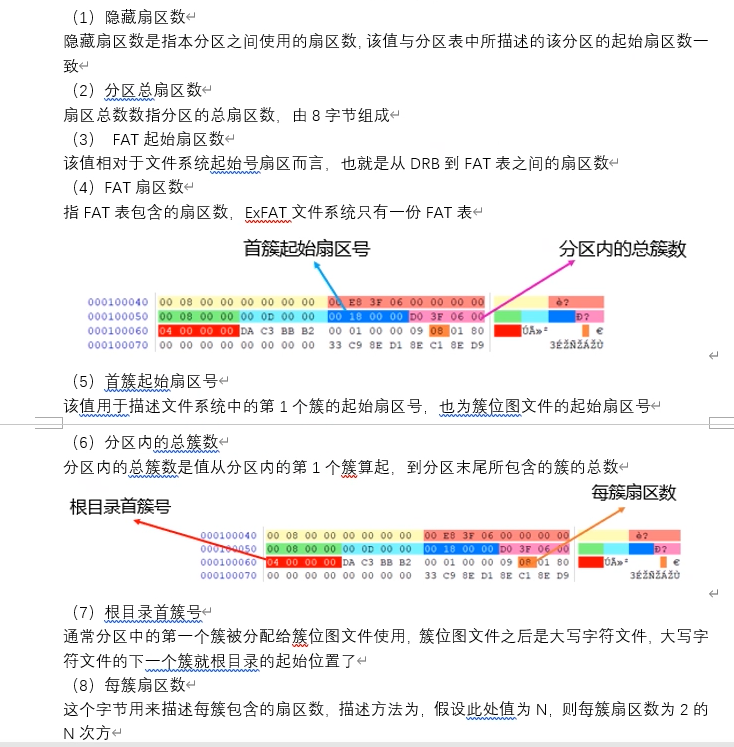 （1）隐藏扇区数
隐藏扇区数是指本分区之间使用的扇区数，该值与分区表中所描述的该分区的起始扇区数一
致
（2）分区总扇区数
扇区总数数指分区的总扇区数，由 8 字节组成
（3） FAT 起始扇区数
该值相对于文件系统起始号扇区而言，也就是从 DRB 到 FAT 表之间的扇区数
（4）FAT 扇区数
指 FAT 表包含的扇区数，ExFAT 文件系统只有一份 FAT 表
首簇起始扇区号 分区内的总簇数
000100040 00 08 00 00 00 00 00 00 00 E8 3F 06 00 00 00 00 è?
000100050 00 08 00 00 00 0D 00 00 00 18 00 00 D0 3F 06 00 Ð?
000100060 04 00 00 00 DA C3 BB B2 00 01 00 00 09 08 01 80 ÚÃ»² €
000100070 00 00 00 00 00 00 00 00 33 C9 8E D1 8E C1 8E D9 3ÉŽÑŽÁŽÙ
（5）首簇起始扇区号
该值用于描述文件系统中的第 1 个簇的起始扇区号，也为簇位图文件的起始扇区号
（6）分区内的总簇数
分区内的总簇数是值从分区内的第 1 个簇算起，到分区末尾所包含的簇的总数
根目录首簇号 每簇扇区数
000100040 00 08 00 00 00 00 00 00 00 E8 3F 06 00 00 00 00 è?
000100050 00 08 00 00 00 0D 00 00 00 18 00 00 D0 3F 06 00 Ð?
000100060 04 00 00 00 DA C3 BB B2 00 01 00 00 09 08 01 80 ÚÃ»² €
000100070 00 00 00 00 00 00 00 00 33 C9 8E D1 8E C1 8E D9 3ÉŽÑŽÁŽÙ
（7）根目录首簇号
通常分区中的第一个簇被分配给簇位图文件使用，簇位图文件之后是大写字符文件，大写字
符文件的下一个簇就根目录的起始位置了
（8）每簇扇区数
这个字节用来描述每簇包含的扇区数，描述方法为，假设此处值为 N，则每簇扇区数为 2 的
N 次方